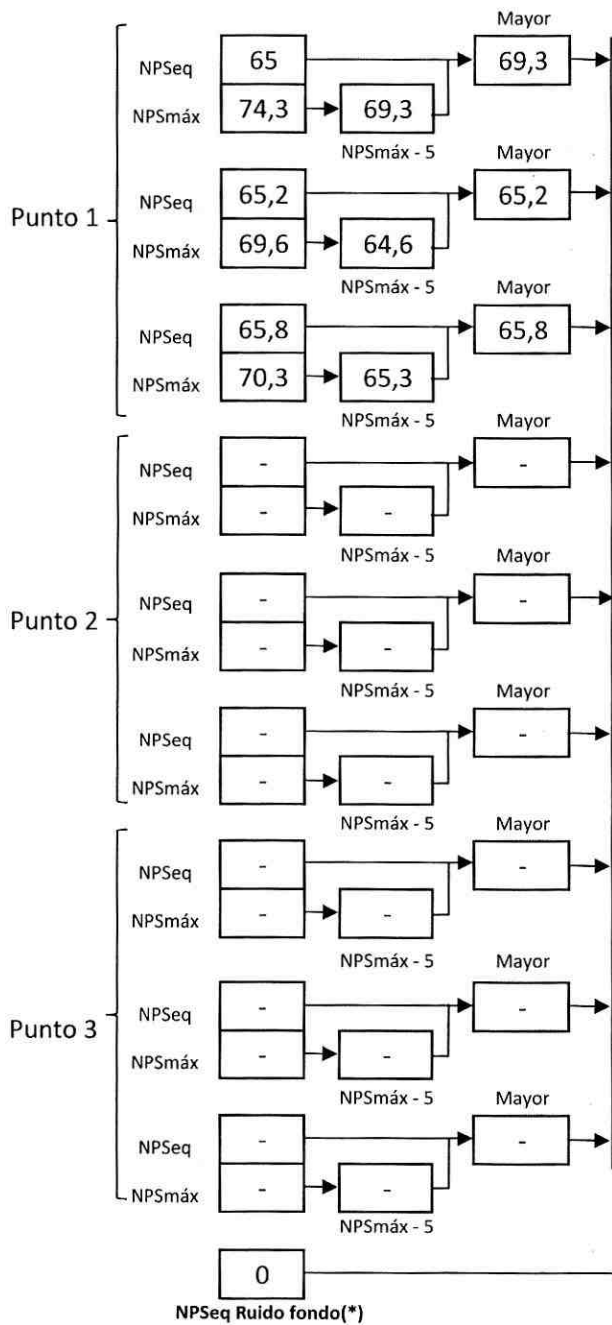 Mayor
NPSeq 65 69,3
NPSmáx 74,3 69,3
NPSmáx - 5
Mayor
NPSeq 65,2 65,2
Punto 1
NPSmáx 69,6 64,6
NPSmáx - 5
Mayor
NPSeq 65,8 65,8
NPSmáx 70,3 65,3
NPSmáx - 5
Mayor
NPSeq - -
NPSmáx - -
NPSmáx - 5
Mayor
NPSeq - -
Punto 2
NPSmáx - -
NPSmáx - 5
Mayor
NPSeq - -
NPSmáx - -
NPSmáx - 5
Mayor
NPSeq - -
NPSmáx - -
NPSmáx - 5
Mayor
NPSeq - -
Punto 3
NPSmáx - -
NPSmáx - 5
Mayor
NPSeq - -
NPSmáx - -
NPSmáx - 5
0
NPSeq Ruido fondo(*)